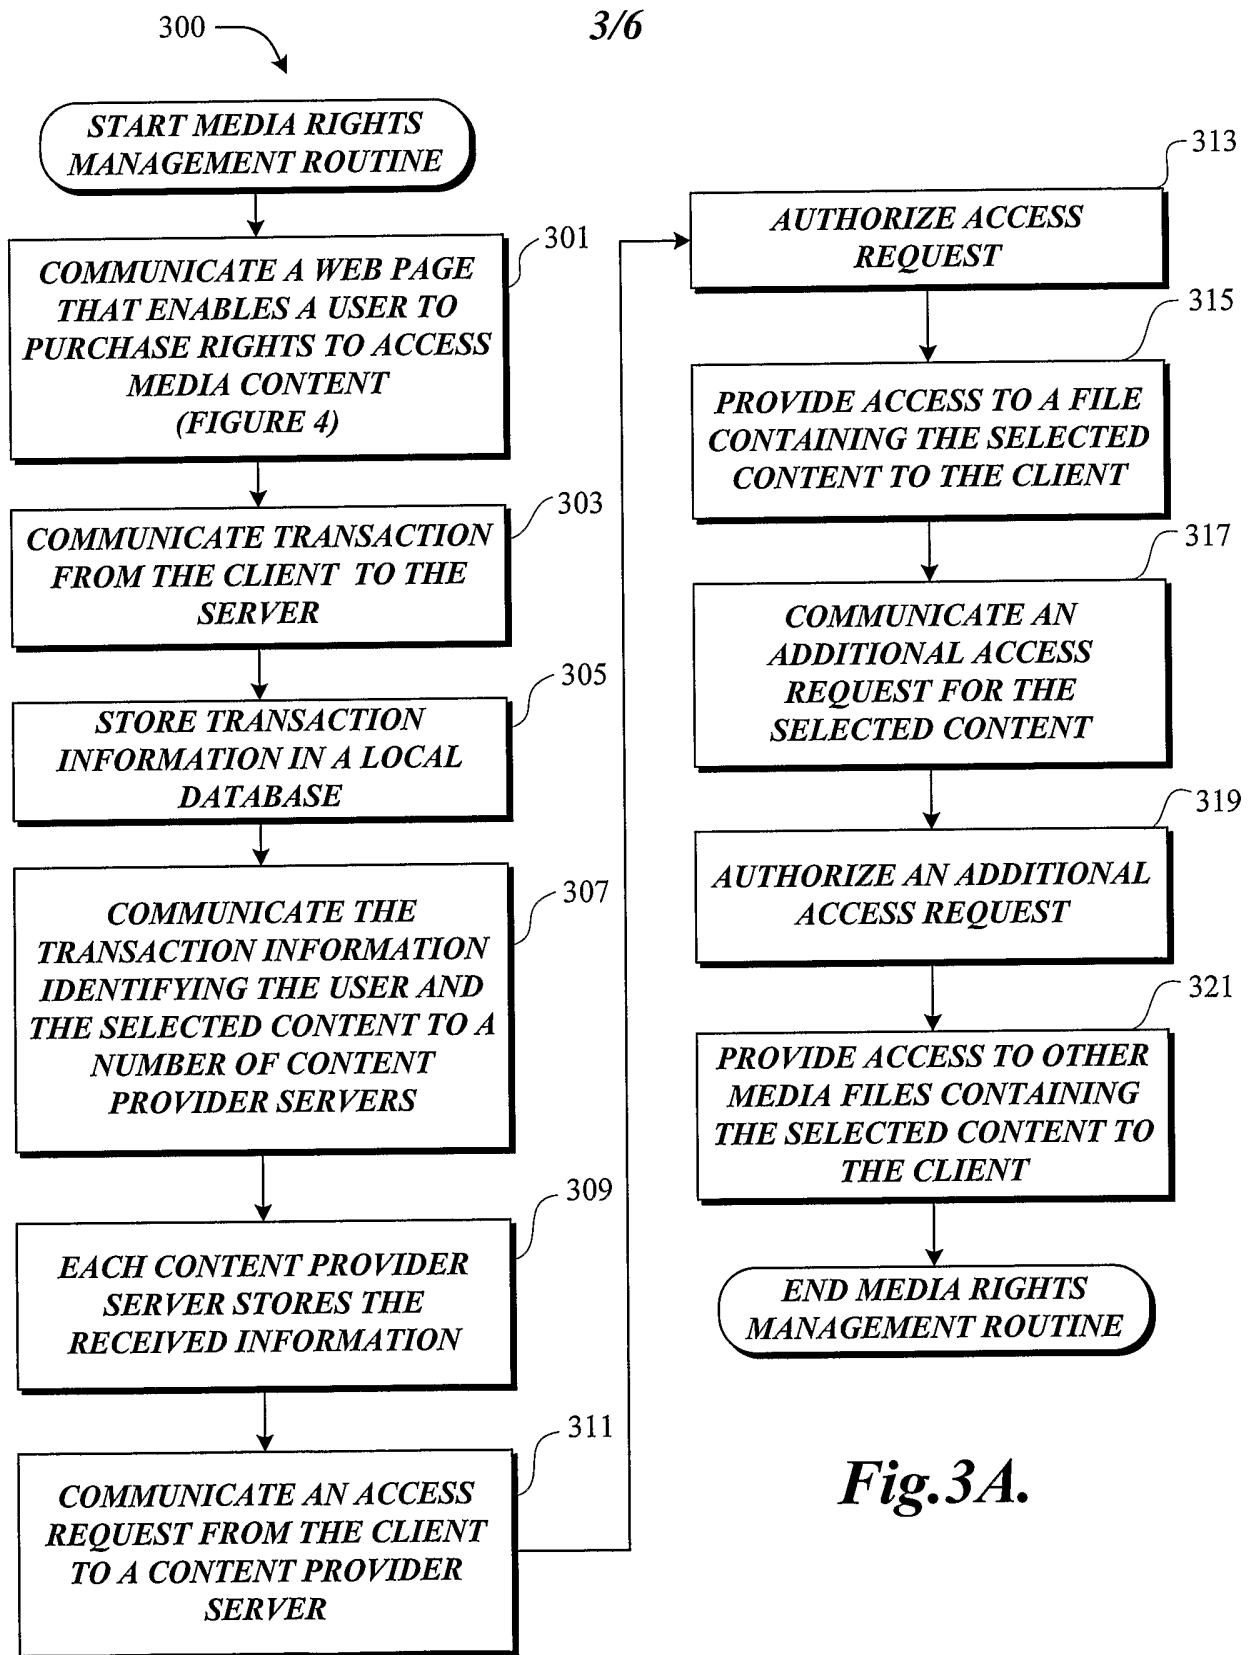 3/6
300
START MEDIA RIGHTS
MANAGEMENT ROUTINE
301
COMMUNICATE A WEB PAGE
THAT ENABLES A USER TO
PURCHASE RIGHTS TO ACCESS
MEDIA CONTENT
(FIGURE 4)
303
COMMUNICATE TRANSACTION
FROM THE CLIENT TO THE
SERVER
305
STORE TRANSACTION
INFORMATION IN A LOCAL
DATABASE
307
COMMUNICATE THE
TRANSACTION INFORMATION
IDENTIFYING THE USER AND
THE SELECTED CONTENT TO A
NUMBER OF CONTENT
PROVIDER SERVERS
309
EACH CONTENT PROVIDER
SERVER STORES THE
RECEIVED INFORMATION
311
COMMUNICATE AN ACCESS
REQUEST FROM THE CLIENT
TO A CONTENT PROVIDER
SERVER
313
AUTHORIZE ACCESS
REQUEST
315
PROVIDE ACCESS TO A FILE
CONTAINING THE SELECTED
CONTENT TO THE CLIENT
317
COMMUNICATE AN
ADDITIONAL ACCESS
REQUEST FOR THE
SELECTED CONTENT
319
AUTHORIZE AN ADDITIONAL
ACCESS REQUEST
321
PROVIDE ACCESS TO OTHER
MEDIA FILES CONTAINING
THE SELECTED CONTENT TO
THE CLIENT
END MEDIA RIGHTS
MANAGEMENT ROUTINE
Fig.3A.